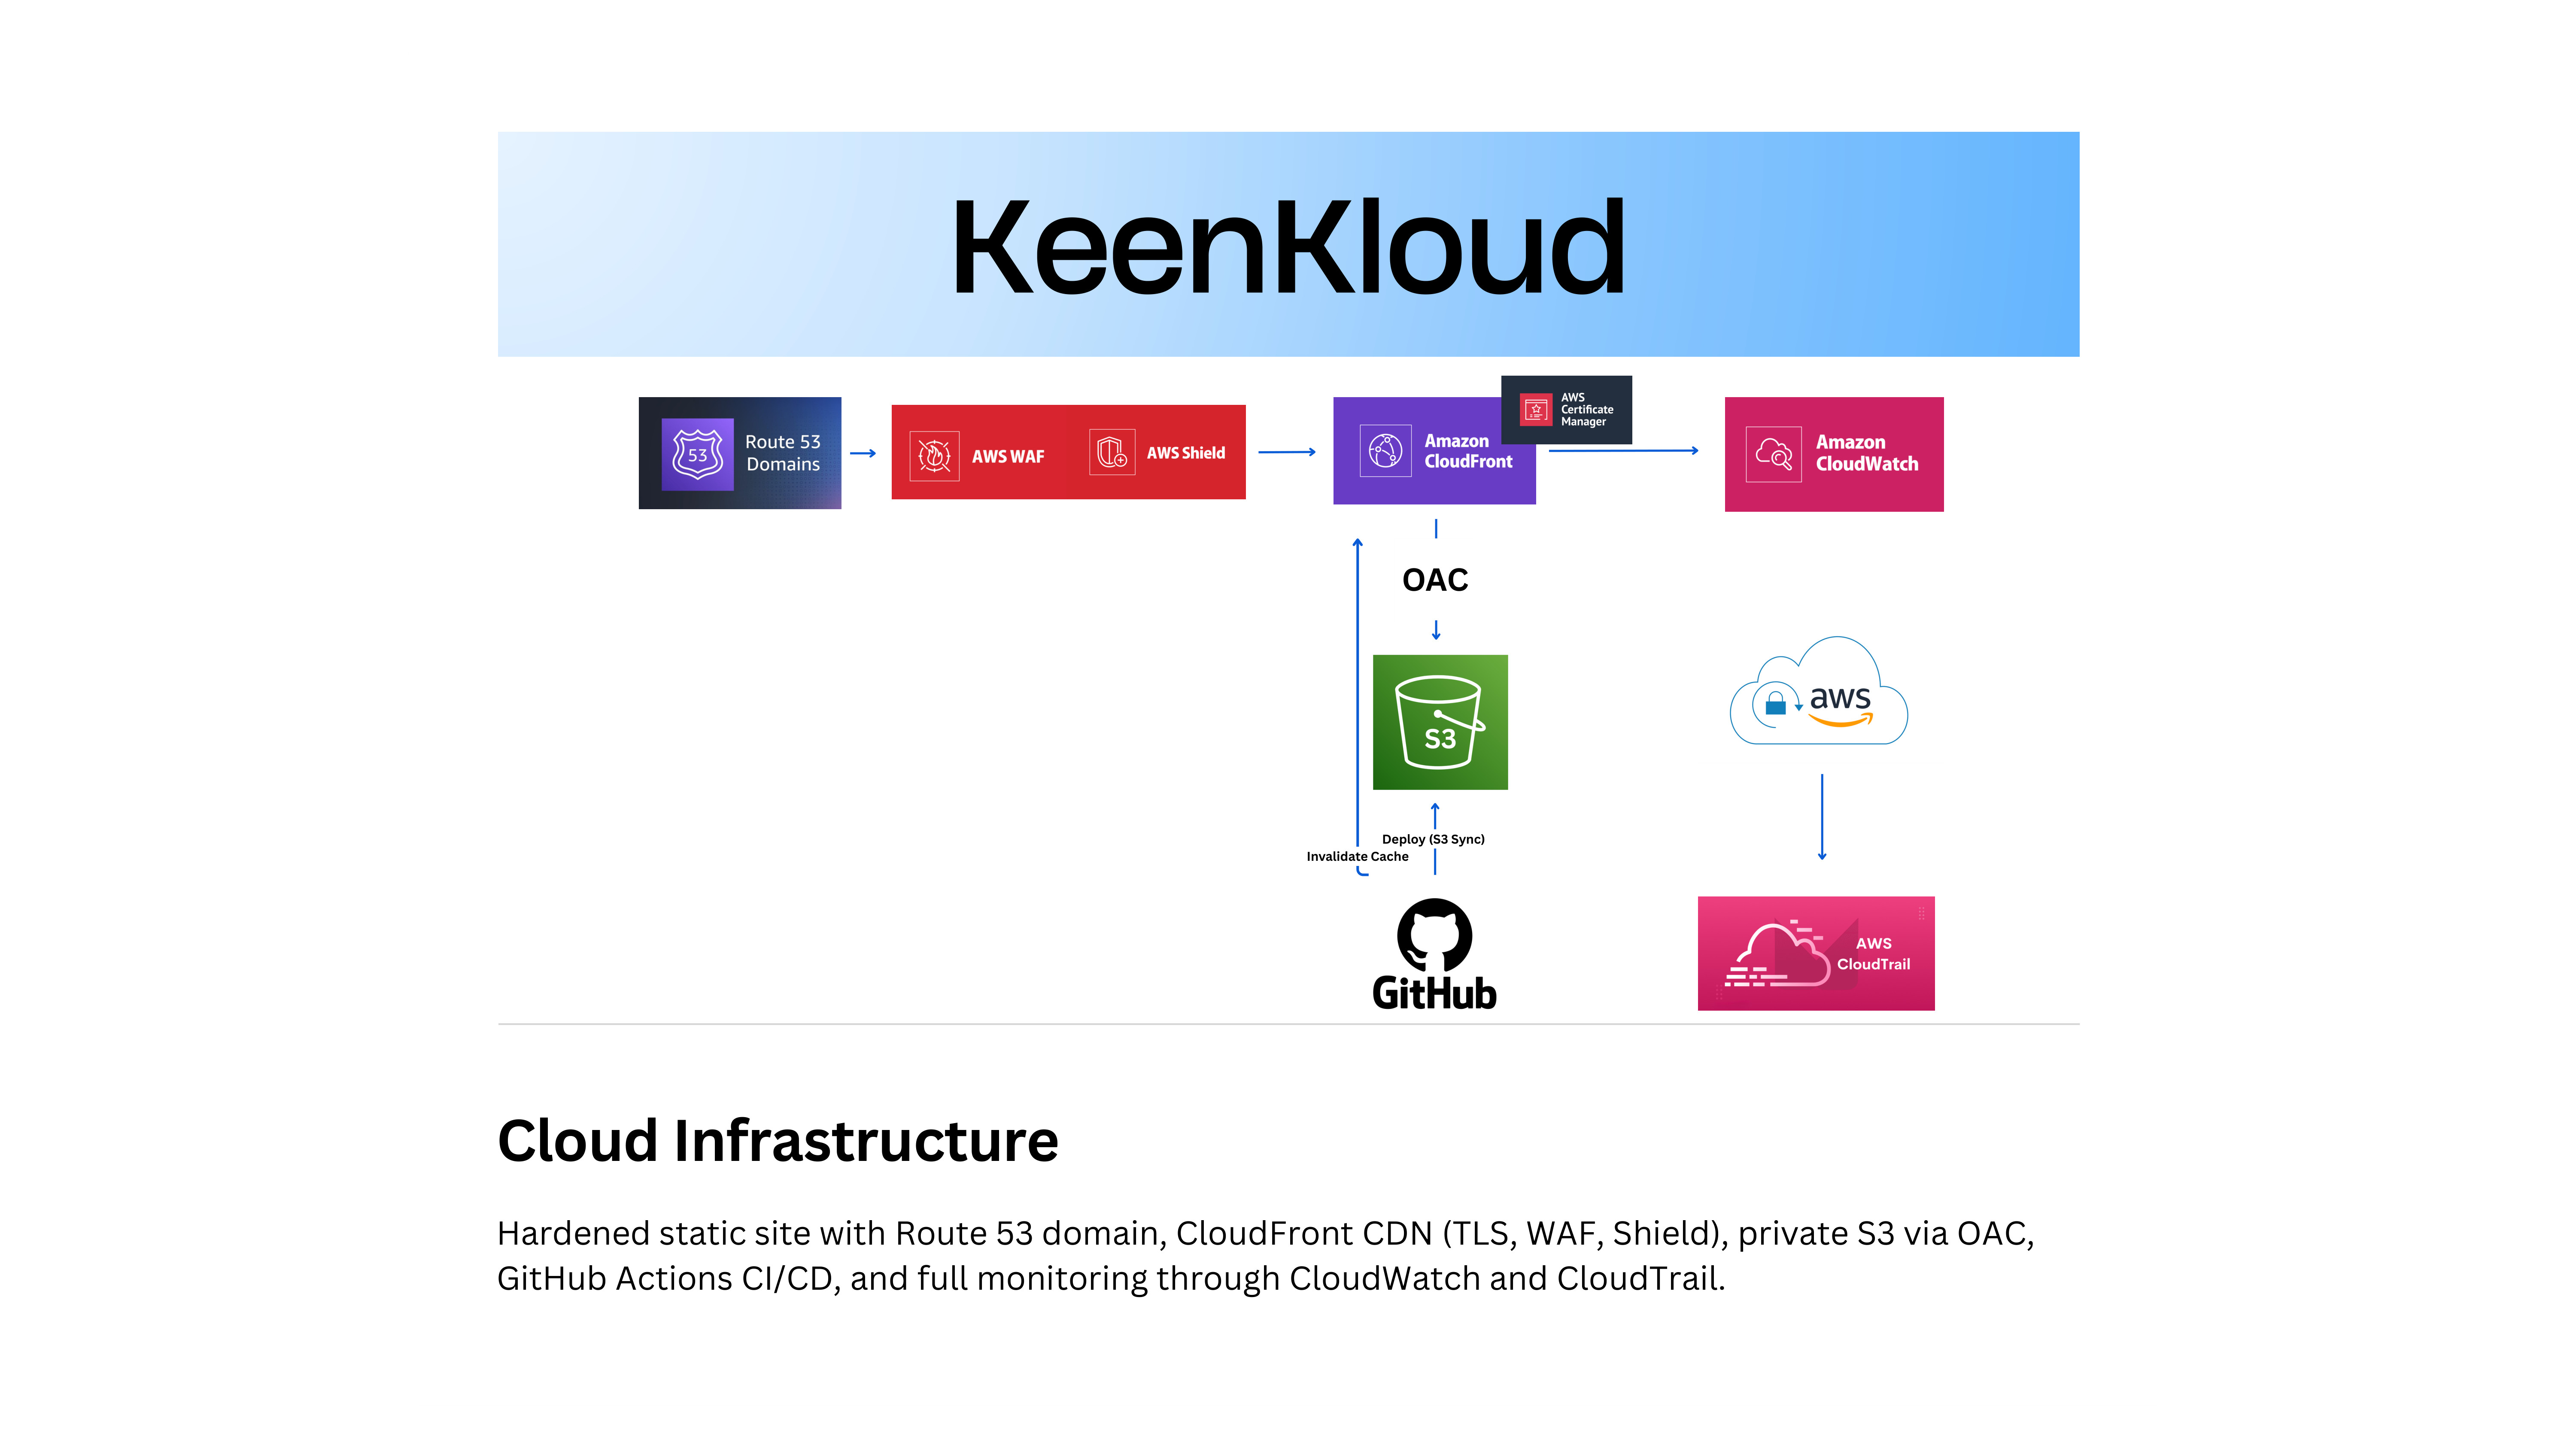 KeenKloud
53
Route 53
Domains
AWS WAF
AWS Shield
Amazon
CloudFront
AWS
Certificate
Manager
Amazon
CloudWatch
OAC
S3
aws
Deploy (S3 Sync)
Invalidate Cache
GitHub
AWS
CloudTrail
Cloud Infrastructure
Hardened static site with Route 53 domain, CloudFront CDN (TLS, WAF, Shield), private S3 via OAC,
GitHub Actions CI/CD, and full monitoring through CloudWatch and CloudTrail.